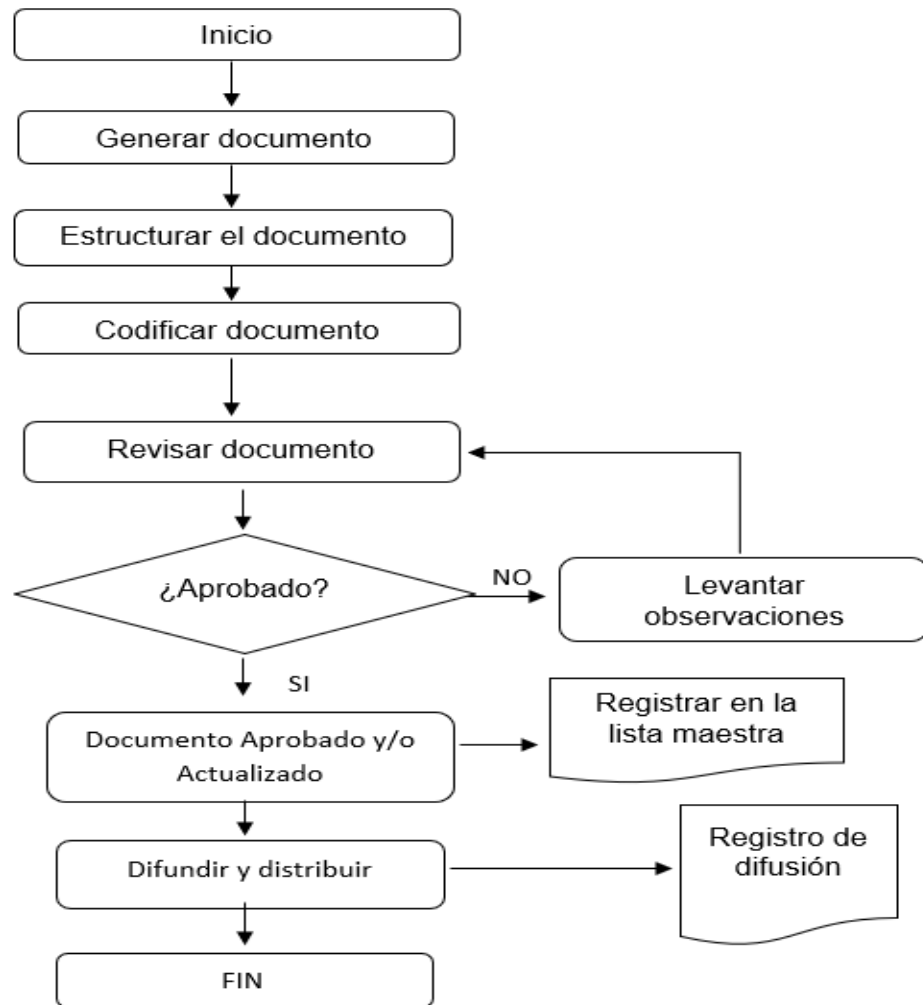 Inicio
Generar documento
Estructurar el documento
Codificar documento
Revisar documento
¿Aprobado?
NO
Levantar
observaciones
SI
Documento Aprobado y/o
Actualizado
Registrar en la
lista maestra
Difundir y distribuir
Registro de
difusión
FIN